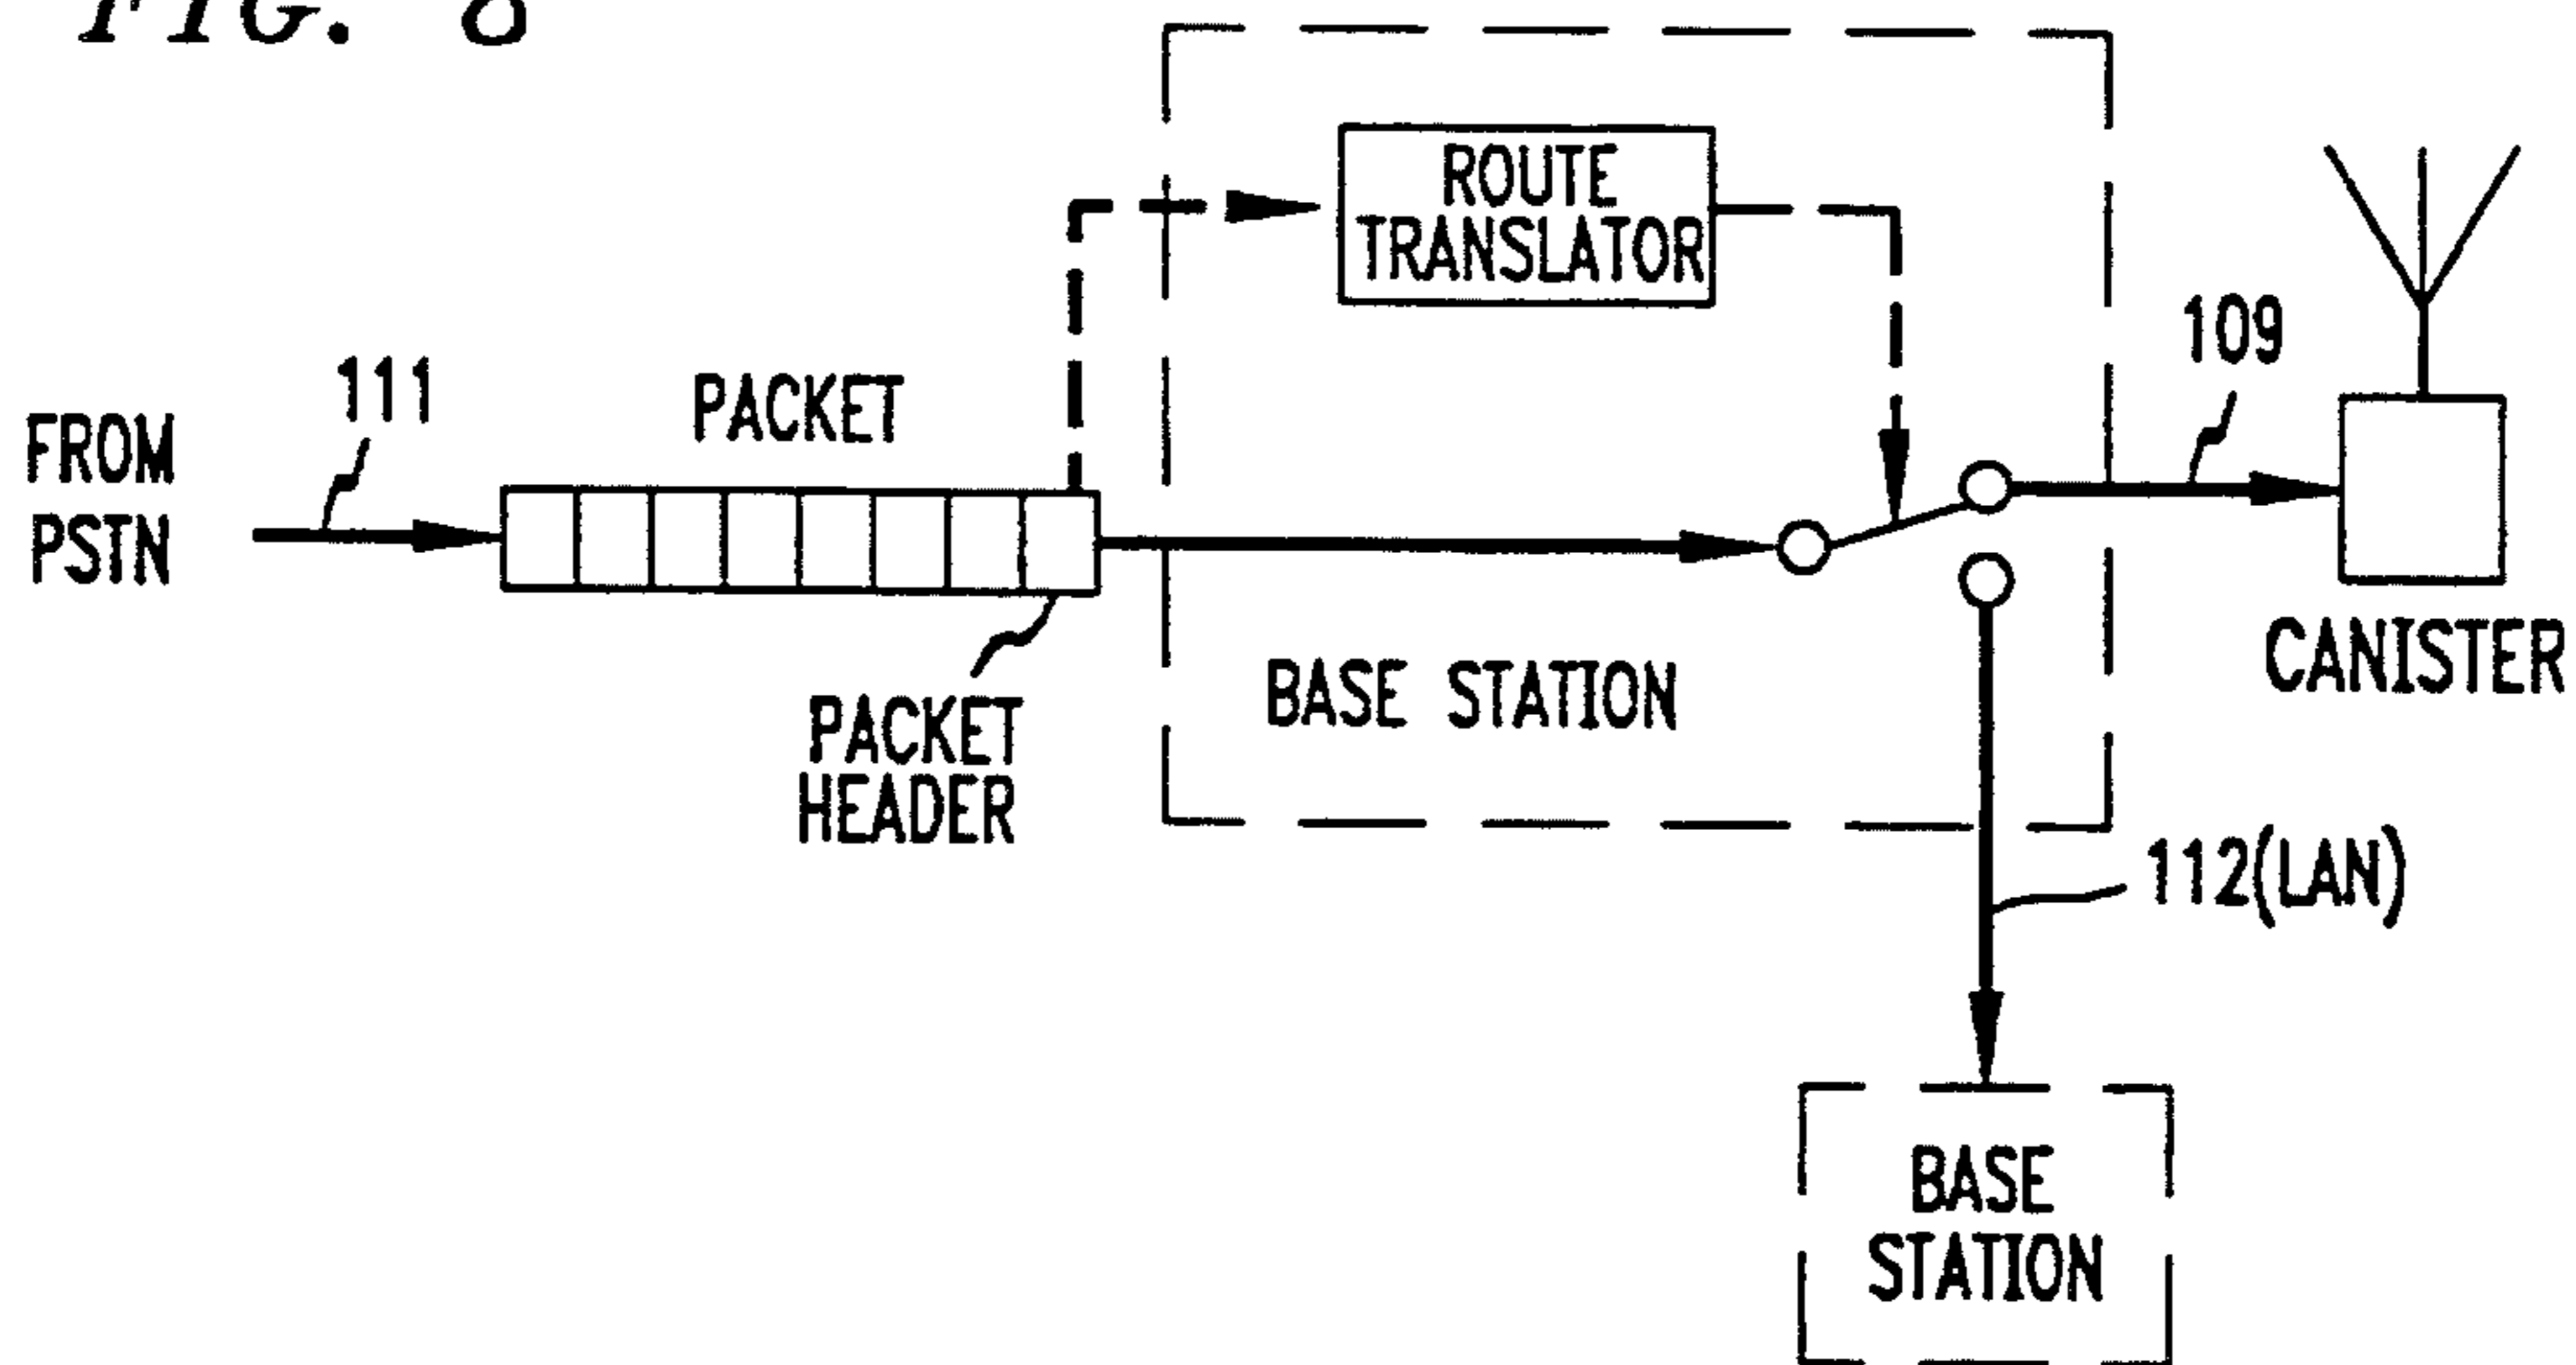 FIG. 8
ROUTE
TRANSLATOR
109
111
PACKET
FROM
PSTN
CANISTER
BASE STATION
PACKET
HEADER
112(LAN)
BASE
STATION